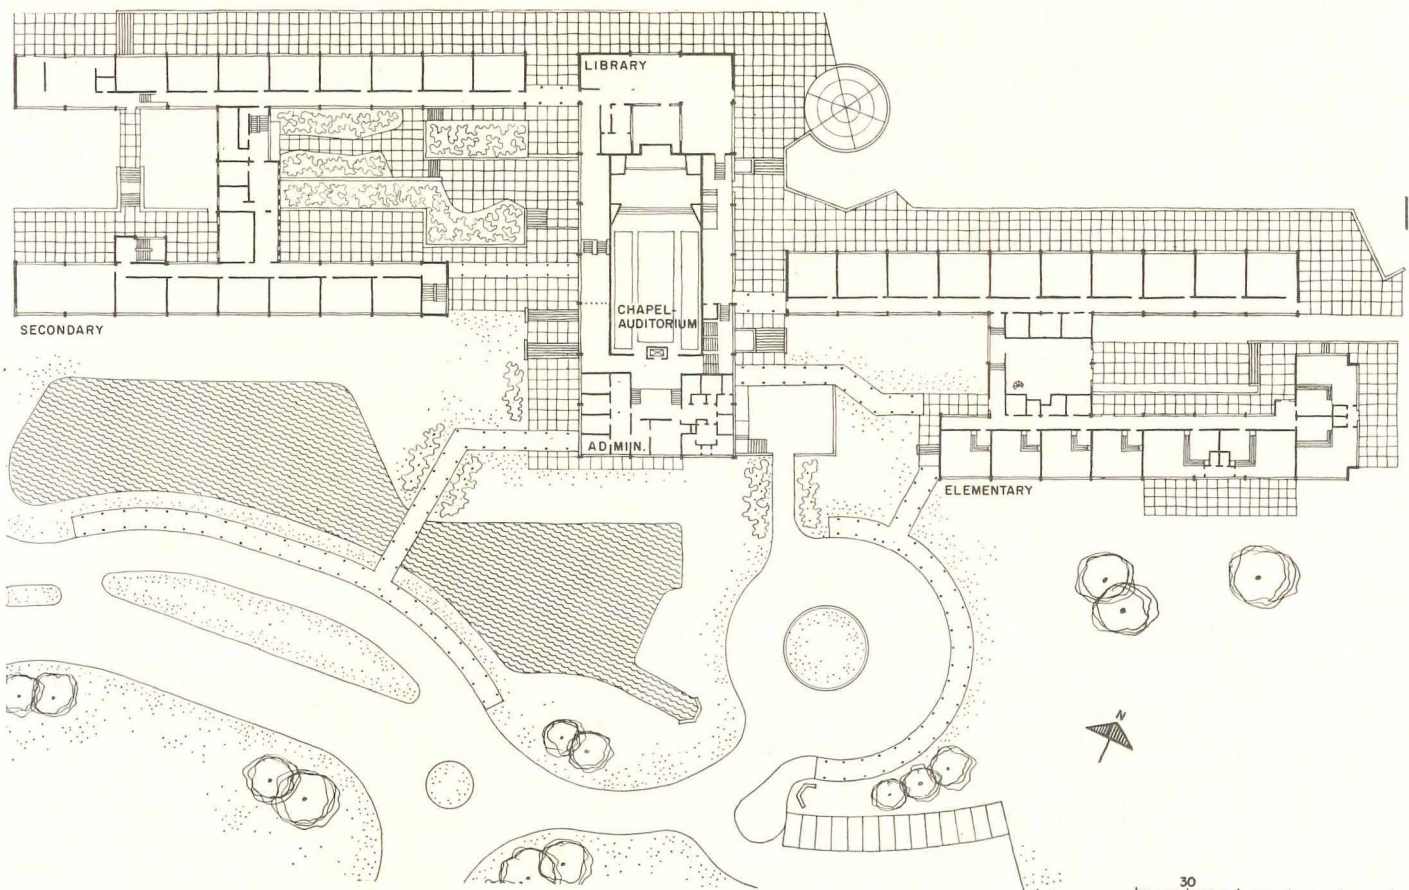 LIBRARY
SECONDARY
CHAPEL-
AUDITORIUM
ADMIN.
ELEMENTARY
N
30